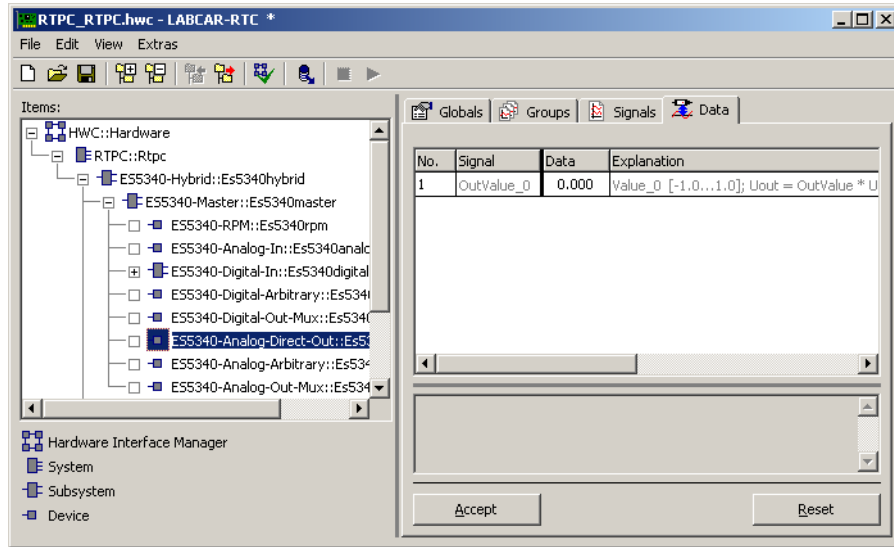 RTPC_RTPC.hwc - LABCAR-RTC *
File Edit View Extras
Items:
HWC::Hardware
RTPC::Rtpc
ES5340-Hybrid::Es5340hybrid
ES5340-Master::Es5340master
ES5340-RPM::Es5340rpm
ES5340-Analog-In::Es5340analo
ES5340-Digital-In::Es5340digital
ES5340-Digital-Arbitrary::Es534
ES5340-Digital-Out-Mux::Es5340
ES5340-Analog-Direct-Out::Es53
ES5340-Analog-Arbitrary::Es534
ES5340-Analog-Out-Mux::Es534
Hardware Interface Manager
System
Subsystem
Device
Globals Groups Signals Data
No. Signal Data Explanation
1 OutValue_0 0.000 Value_0 [-1.0...1.0]; Uout = OutValue * U
Accept Reset